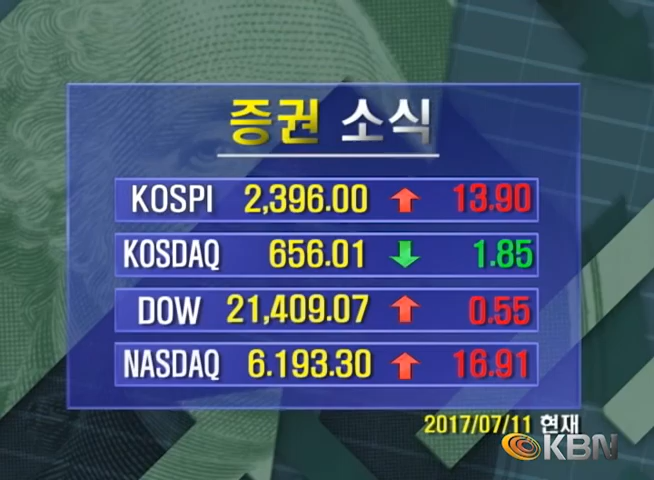 증권 소식
KOSPI 2,396.00 13.90
KOSDAQ 656.01 1.85
DOW 21,409.07 0.55
NASDAQ 6.193.30 16.91
2017/07/11 현재
KBN